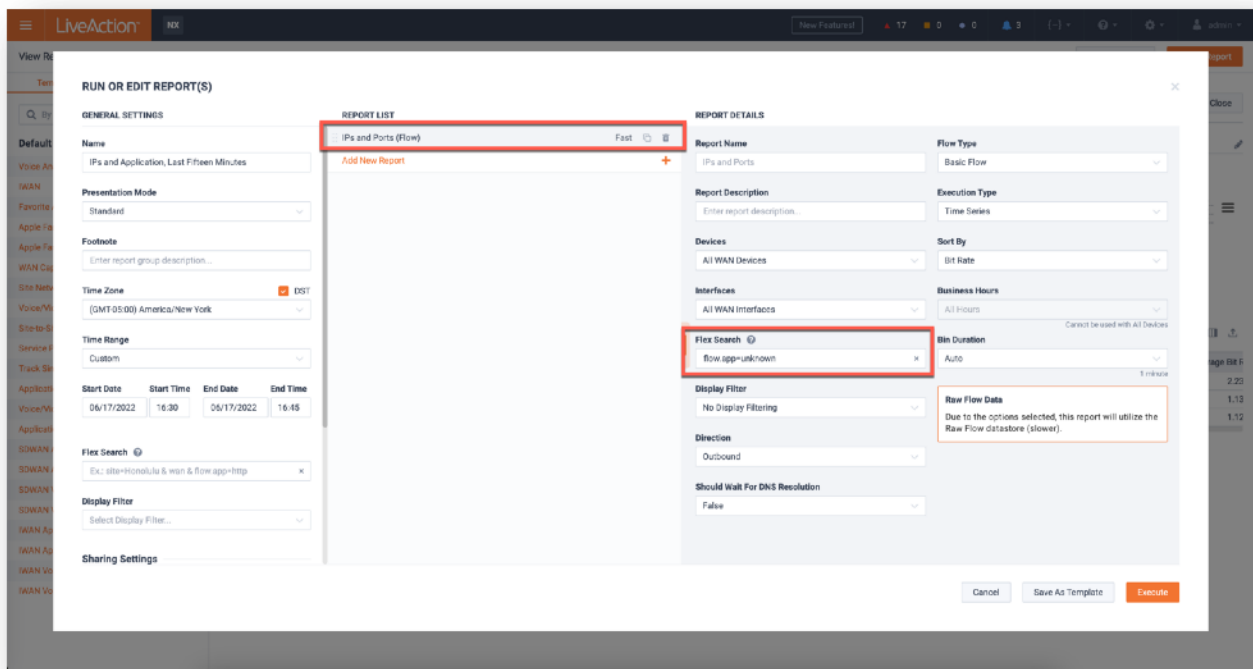 LiveAction
NX
New Features!
17
0
0
3
admin
View Re
eport
RUN OR EDIT REPORT(S)
Close
GENERAL SETTINGS
REPORT LIST
REPORT DETAILS
Default
Name
IPs and Application, Last Fifteen Minutes
Presentation Mode
Standard
Footnote
Enter report group description...
Time Zone
DST
(GMT-05:00) America/New York
Time Range
Custom
Start Date
Start Time
End Date
End Time
06/17/2022
16:30
06/17/2022
16:45
Flex Search
Ex.: site=Honolulu & wan & flow.app=http
Display Filter
Select Display Filter...
Sharing Settings
IPs and Ports (Flow)
Fast
Add New Report
Report Name
IPs and Ports
Flow Type
Basic Flow
Report Description
Enter report description...
Execution Type
Time Series
Devices
All WAN Devices
Sort By
Bit Rate
Interfaces
All WAN Interfaces
Business Hours
All Hours
Cannot be used with All Devices
Flex Search
flow.app=unknown
Bin Duration
Auto
1 minute
Display Filter
No Display Filtering
Raw Flow Data
Due to the options selected, this report will utilize the
Raw Flow datastore (slower).
Direction
Outbound
Should Wait For DNS Resolution
False
Cancel
Save As Template
Execute
Voice An
IWAN
Favorite
Apple Fa
Apple Fa
WAN Cap
Site Netw
Voice/Vi
Site-to-Si
Service P
Track Sk
Applicati
Voice/Vi
Applicati
SDWAN
SDWAN
SDWAN
SDWAN
IWAN Ap
IWAN Ap
IWAN Vo
IWAN Vo
age Bit R
2.23
1.13
1.12